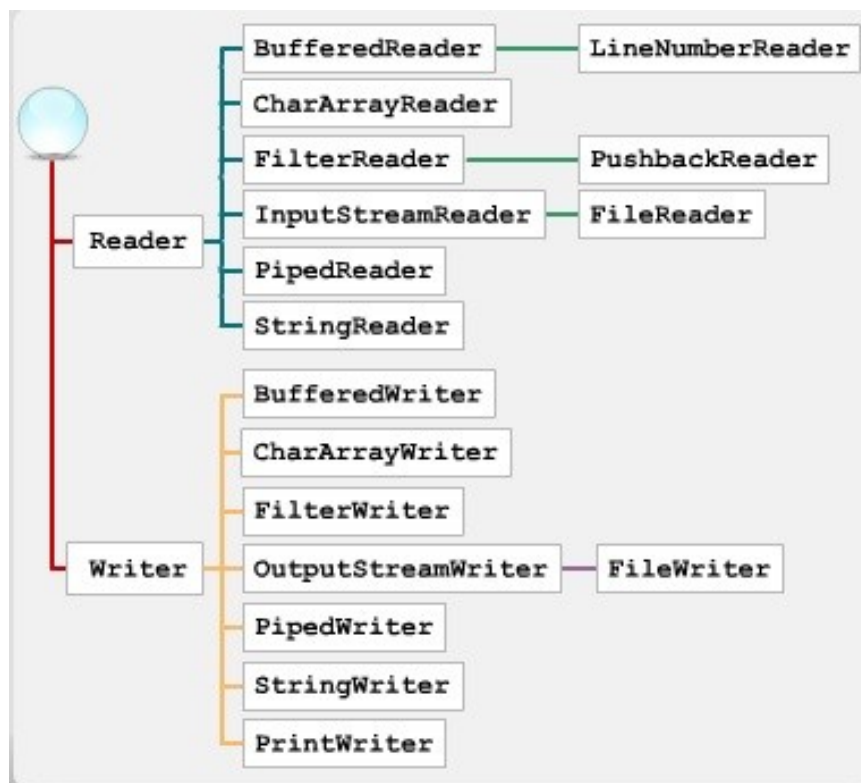 BufferedReader LineNumberReader
CharArrayReader
FilterReader PushbackReader
InputStreamReader FileReader
Reader
PipedReader
StringReader
BufferedWriter
CharArrayWriter
FilterWriter
Writer OutputStreamWriter FileWriter
PipedWriter
StringWriter
PrintWriter